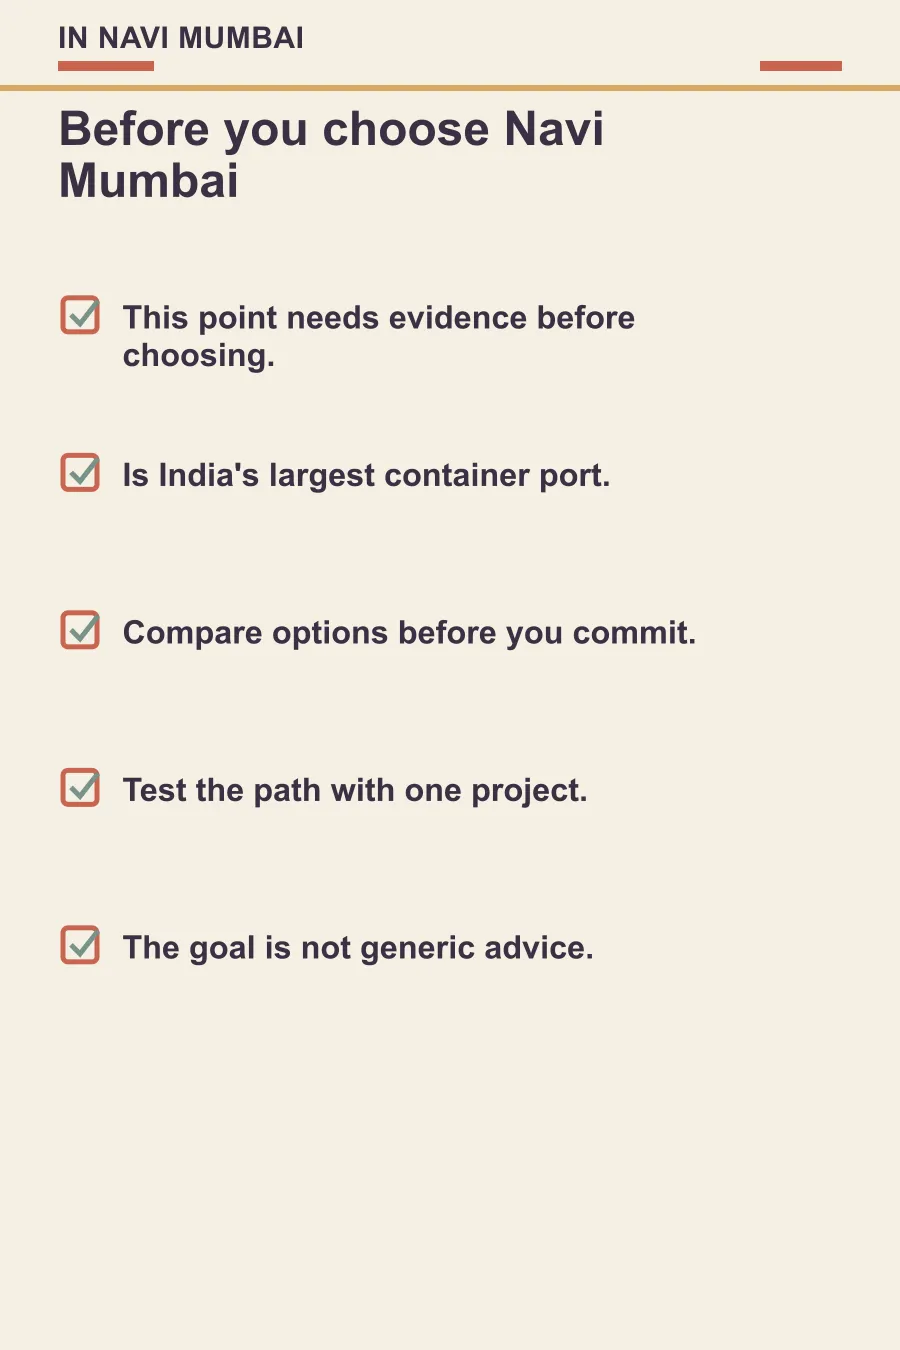 IN NAVI MUMBAI
Before you choose Navi
Mumbai
This point needs evidence before
choosing.
Is India's largest container port.
Compare options before you commit.
Test the path with one project.
The goal is not generic advice.